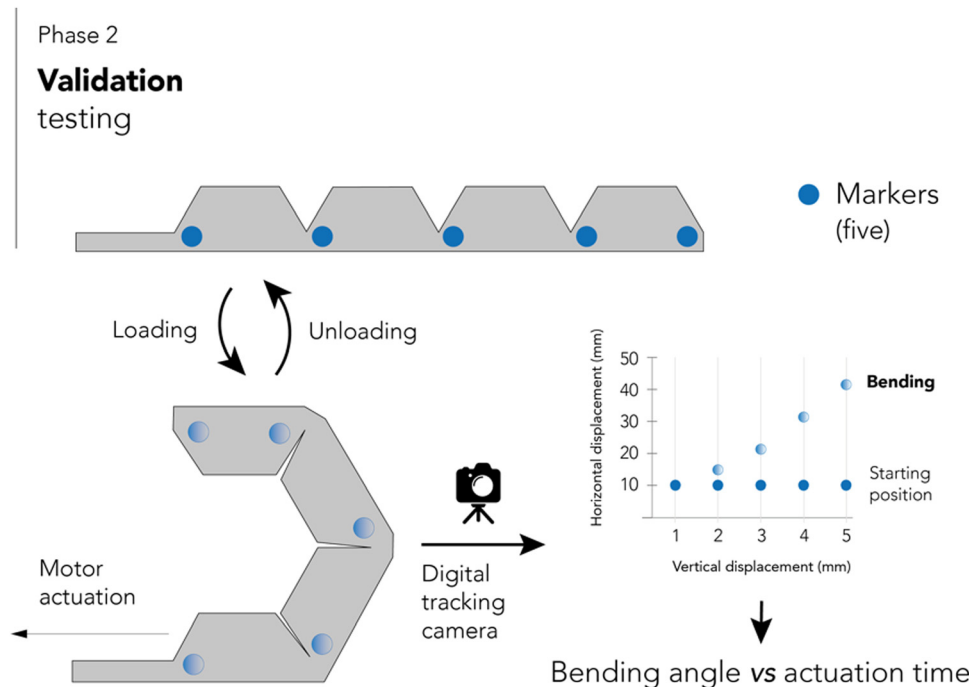 Phase 2
Validation
testing
Markers
(five)
Loading
Unloading
Motor
actuation
Digital
tracking
camera
Horizontal displacement (mm)
50
40
30
20
10
Bending
Starting
position
1 2 3 4 5
Vertical displacement (mm)
Bending angle vs actuation time